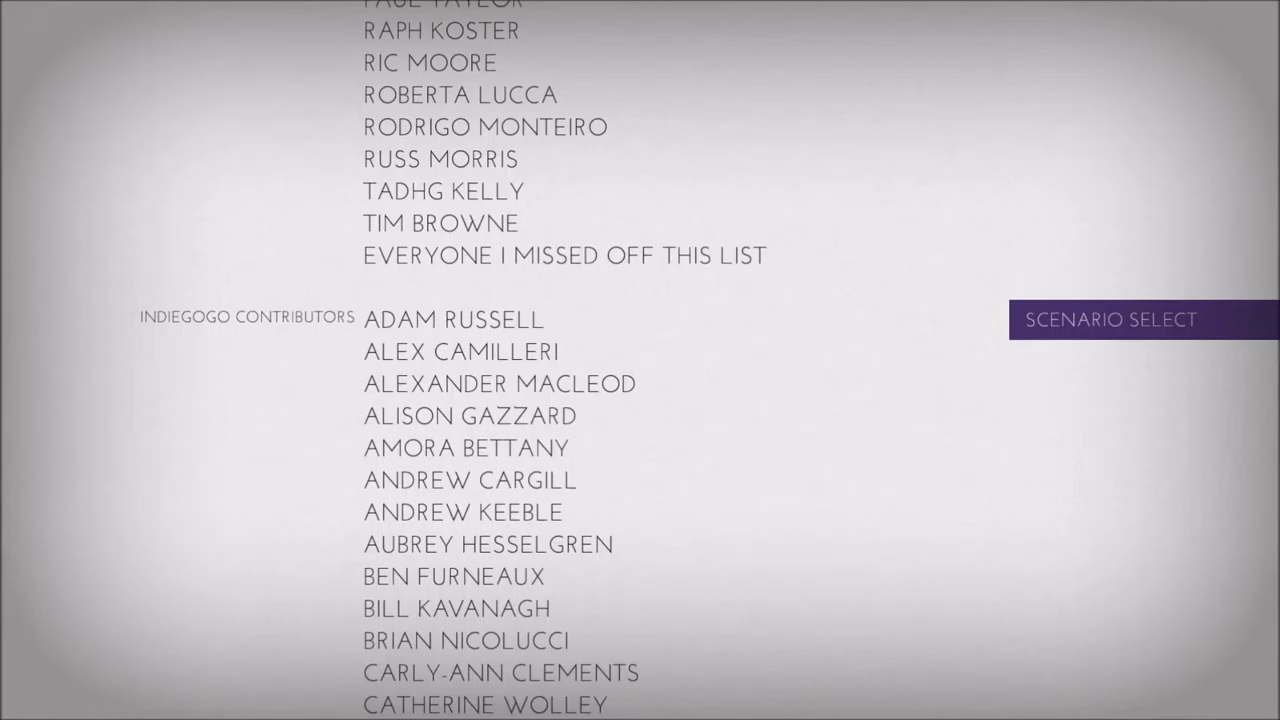 PAUL TAYLOR
RAPH KOSTER
RIC MOORE
ROBERTA LUCCA
RODRIGO MONTEIRO
RUSS MORRIS
TADHG KELLY
TIM BROWNE
EVERYONE I MISSED OFF THIS LIST
INDIEGOGO CONTRIBUTORS ADAM RUSSELL
SCENARIO SELECT
ALEX CAMILLERI
ALEXANDER MACLEOD
ALISON GAZZARD
AMORA BETTANY
ANDREW CARGILL
ANDREW KEEBLE
AUBREY HESSELGREN
BEN FURNEAUX
BILL KAVANAGH
BRIAN NICOLUCCI
CARLY-ANN CLEMENTS
CATHERINE WOLLEY